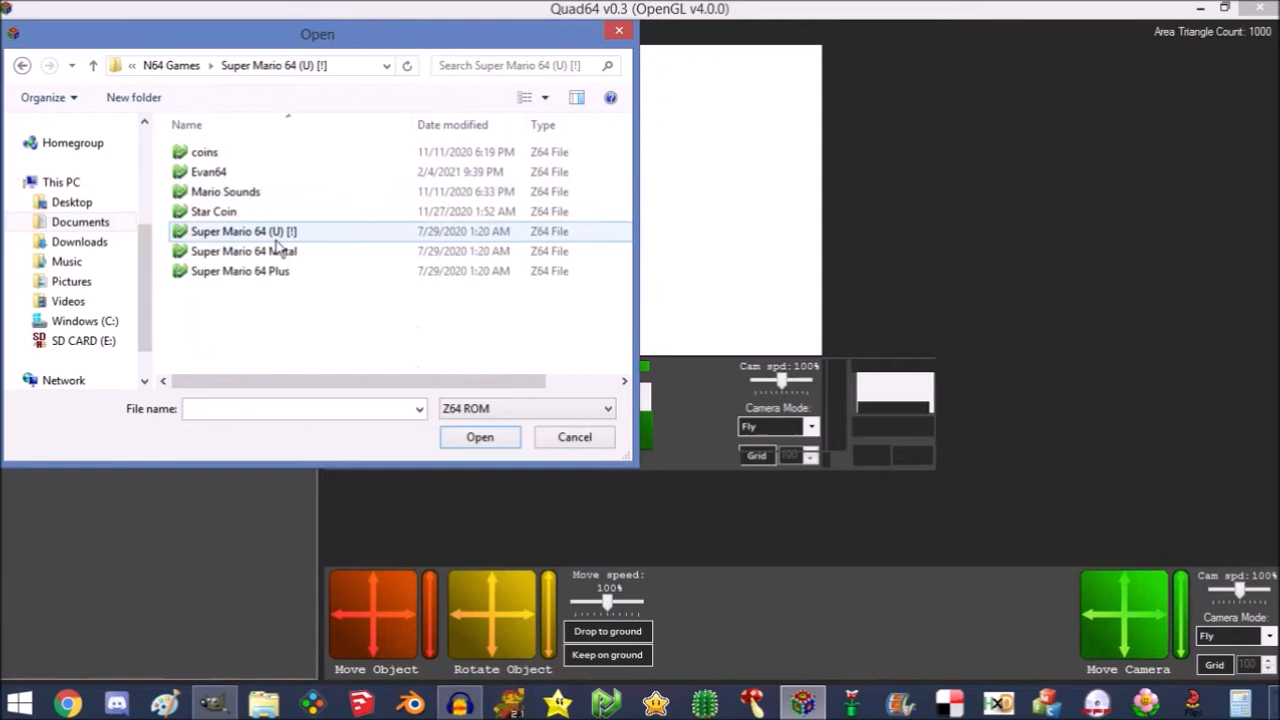 Quad64 v0.3 (OpenGL v4.0.0)
Open
Area Triangle Count: 1000
N64 Games
Super Mario 64 (U) [!]
Search Super Mario 64 (U) [!]
Organize
New folder
Name
Date modified
Type
Homegroup
This PC
Desktop
Documents
Downloads
Music
Pictures
Videos
Windows (C:)
SD CARD (E:)
Network
coins 11/11/2020 6:19 PM Z64 File
Evan64 2/4/2021 9:39 PM Z64 File
Mario Sounds 11/11/2020 6:33 PM Z64 File
Star Coin 11/27/2020 1:52 AM Z64 File
Super Mario 64 (U) [!] 7/29/2020 1:20 AM Z64 File
Super Mario 64 7/29/2020 1:20 AM Z64 File
Super Mario 64 Plus 7/29/2020 1:20 AM Z64 File
File name:
Z64 ROM
Open
Cancel
Cam spd:100%
Camera Mode:
Fly
Grid
100
Move Object
Rotate Object
Move speed:
100%
Drop to ground
Keep on ground
Move Camera
Cam spd:100%
Camera Mode:
Fly
Grid
100
21
Flips